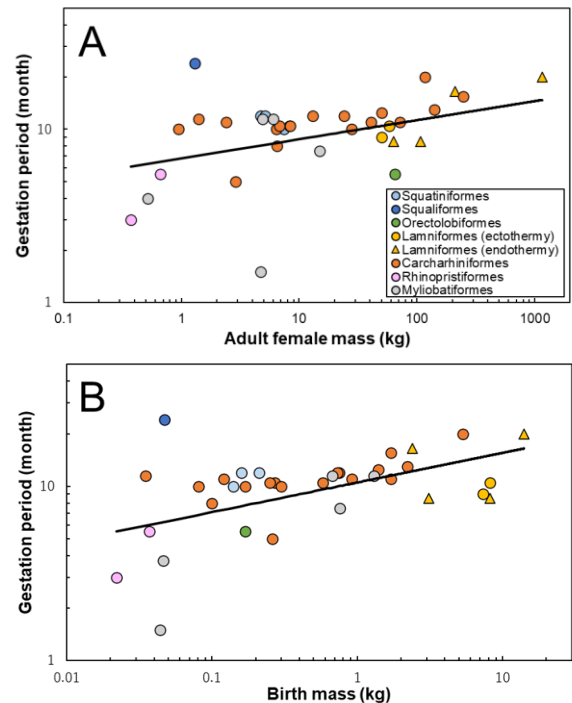 A
Gestation period (month)
10
1
Squatiniformes
Squaliformes
Orectolobiformes
Lamniformes (ectothermy)
Lamniformes (endothermy)
Carcharhiniformes
Rhinopristiformes
Myliobatiformes
0.1 1 10 100 1000
Adult female mass (kg)
B
Gestation period (month)
10
1
0.01 0.1 1 10
Birth mass (kg)